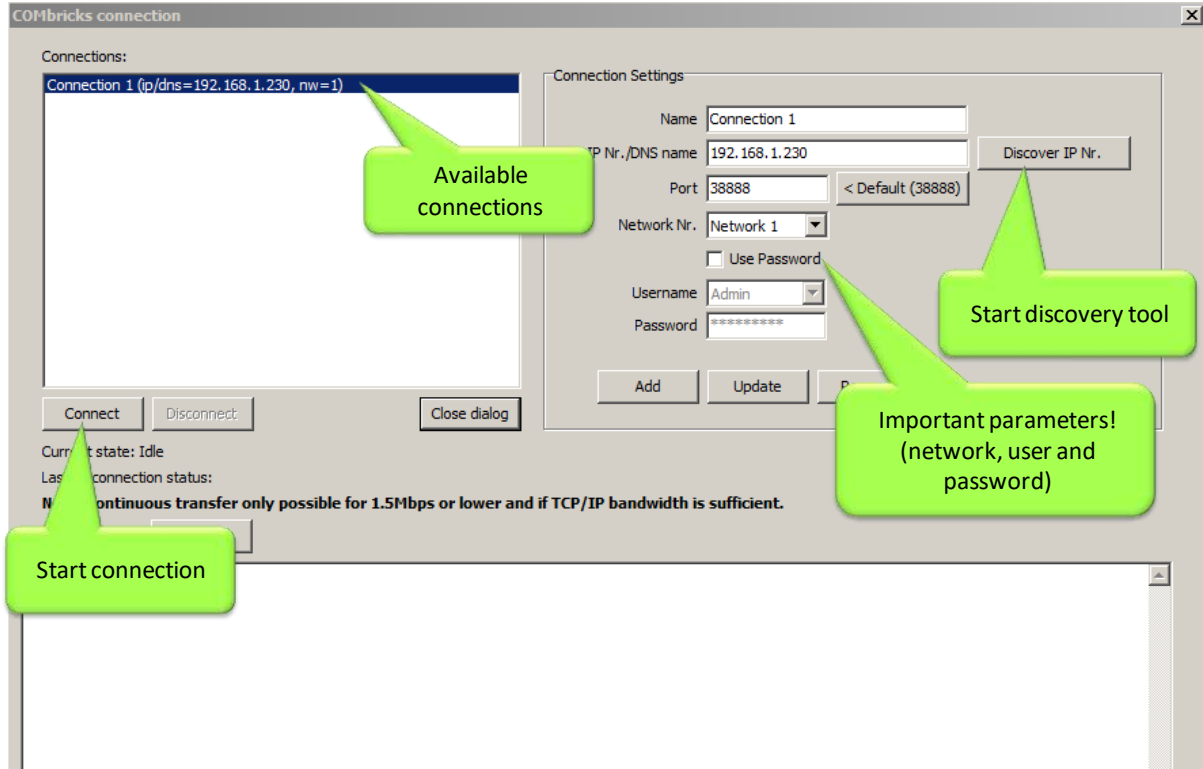 COMbricks connection
Connections:
Connection 1 (ip/dns=192.168.1.230, nw=1)
Available
connections
Connection Settings
Name Connection 1
IP Nr./DNS name 192.168.1.230 Discover IP Nr.
Port 38888 < Default (38888)
Network Nr. Network 1
Use Password
Username Admin
Password *********
Start discovery tool
Add Update
Important parameters!
(network, user and
password)
Connect Disconnect Close dialog
state: Idle
connection status:
transfer only possible for 1.5Mbps or lower and if TCP/IP bandwidth is sufficient.
Start connection